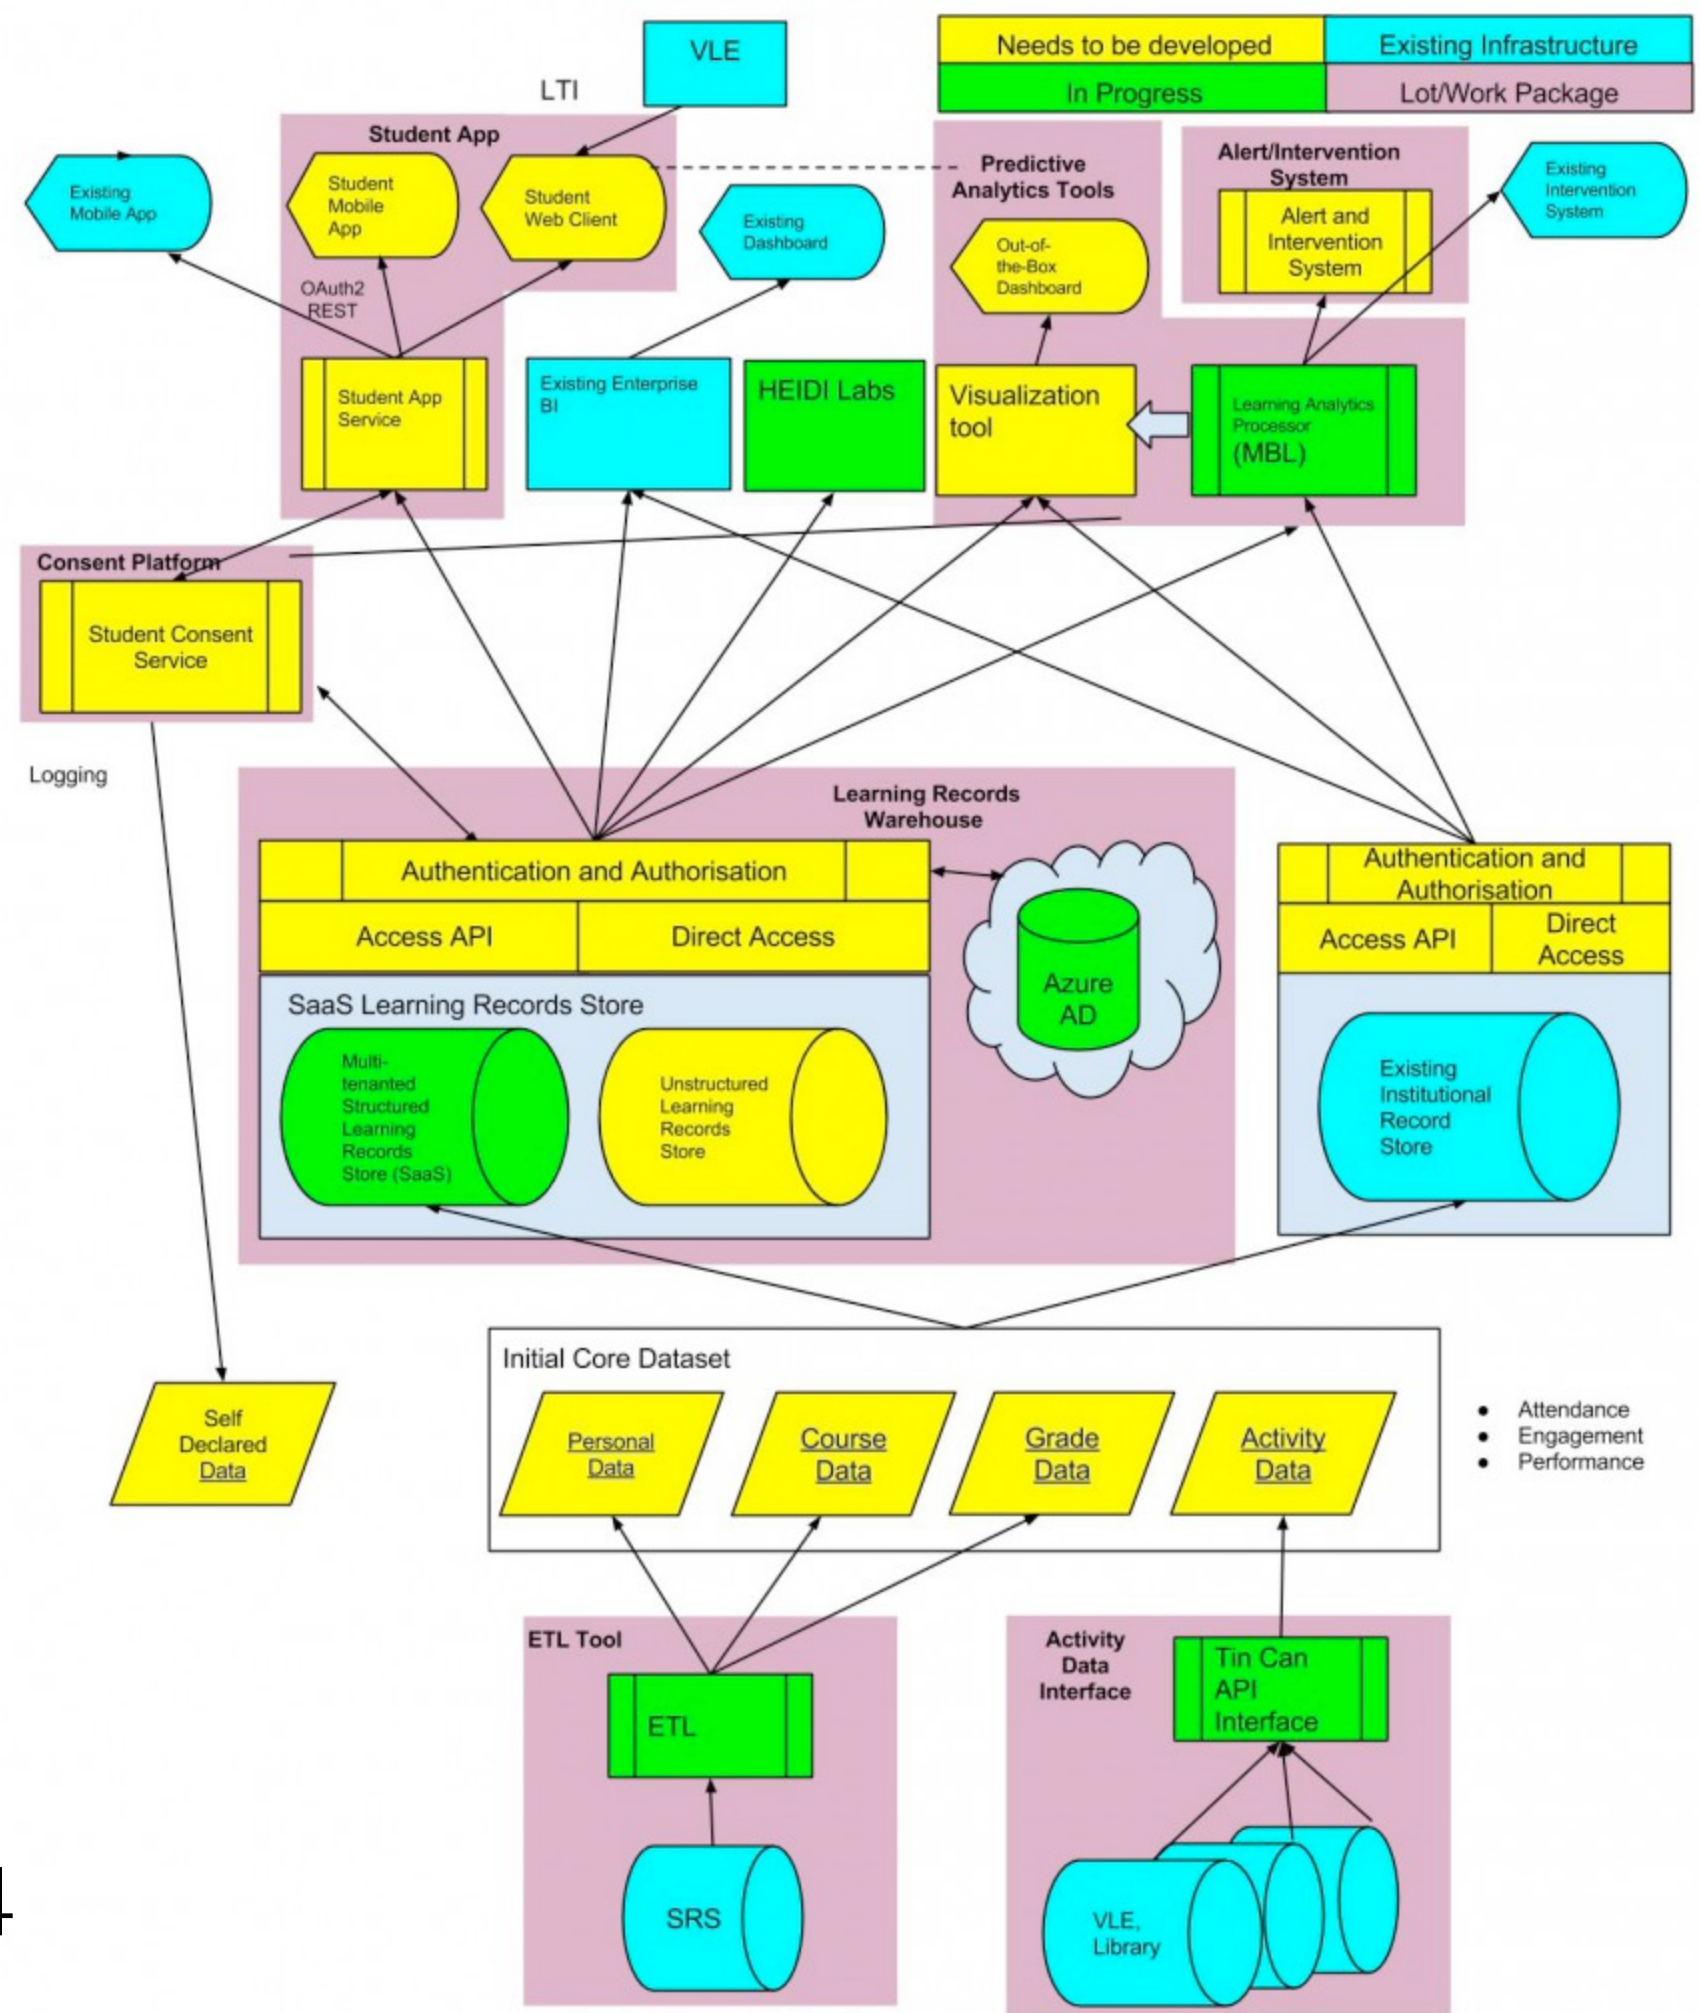 VLE
Needs to be developed
Existing Infrastructure
In Progress
Lot/Work Package
LTI
Student App
Existing
Mobile App
Student
Mobile
App
Student
Web Client
Existing
Dashboard
Predictive
Analytics Tools
Out-of-
the-Box
Dashboard
Alert/Intervention
System
Alert and
Intervention
System
Existing
Intervention
System
OAuth2
REST
Student App
Service
Existing Enterprise
BI
HEIDI Labs
Visualization
tool
Learning Analytics
Processor
(MBL)
Consent Platform
Student Consent
Service
Logging
Learning Records
Warehouse
Authentication and Authorisation
Access API
Direct Access
SaaS Learning Records Store
Multi-
tenanted
Structured
Learning
Records
Store (SaaS)
Unstructured
Learning
Records
Store
Azure
AD
Authentication and
Authorisation
Access API
Direct
Access
Existing
Institutional
Record
Store
Initial Core Dataset
Self
Declared
Data
Personal
Data
Course
Data
Grade
Data
Activity
Data
● Attendance
● Engagement
● Performance
ETL Tool
ETL
SRS
Activity
Data
Interface
Tin Can
API
Interface
VLE,
Library